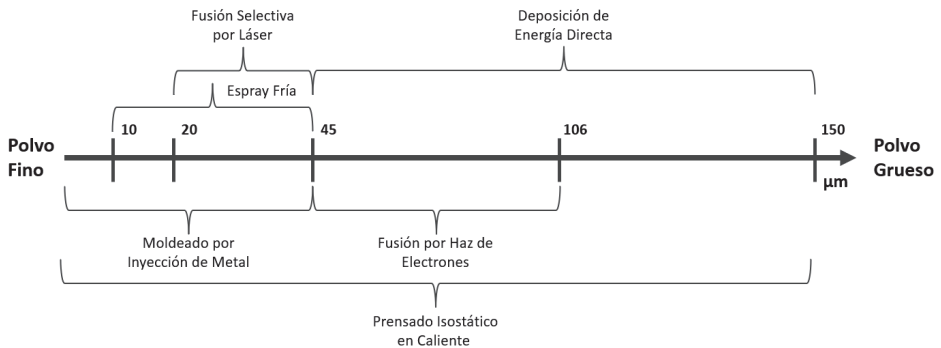 Fusión Selectiva
por Láser
Deposición de
Energía Directa
Espray Fría
10
20
45
106
150
Polvo
Fino
Polvo
Grueso
μm
Moldeado por
Inyección de Metal
Fusión por Haz de
Electrones
Prensado Isostático
en Caliente